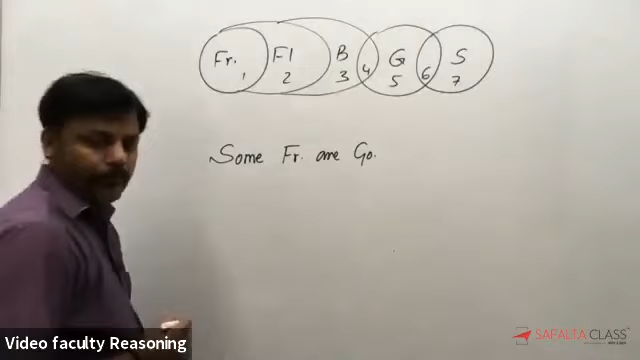 Fr. Fl B G S
1 2 3 4 5 6 7
Some Fr. are Go.
SAFALTA CLASS
Video faculty Reasoning